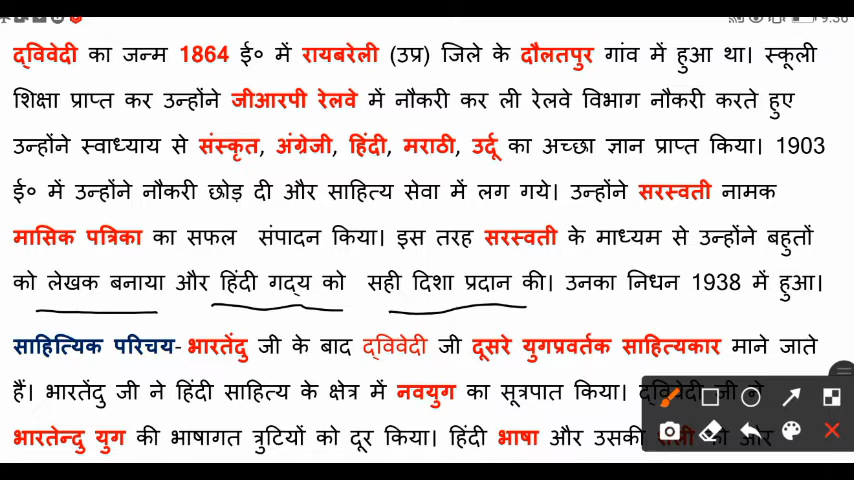 9:36
द्विवेदी का जन्म 1864 ई० में रायबरेली (उप्र) जिले के दौलतपुर गांव में हुआ था। स्कूली
शिक्षा प्राप्त कर उन्होंने जीआरपी रेलवे में नौकरी कर ली रेलवे विभाग नौकरी करते हुए
उन्होंने स्वाध्याय से संस्कृत, अंग्रेजी, हिंदी, मराठी, उर्दू का अच्छा ज्ञान प्राप्त किया। 1903
ई० में उन्होंने नौकरी छोड़ दी और साहित्य सेवा में लग गये। उन्होंने सरस्वती नामक
मासिक पत्रिका का सफल संपादन किया। इस तरह सरस्वती के माध्यम से उन्होंने बहुतों
को लेखक बनाया और हिंदी गद्य को सही दिशा प्रदान की। उनका निधन 1938 में हुआ।
साहित्यिक परिचय- भारतेंदु जी के बाद द्विवेदी जी दूसरे युगप्रवर्तक साहित्यकार माने जाते
हैं। भारतेंदु जी ने हिंदी साहित्य के क्षेत्र में नवयुग का सूत्रपात किया। द्विवेदी जी ने
भारतेन्दु युग की भाषागत त्रुटियों को दूर किया। हिंदी भाषा और उसकी शैली को और